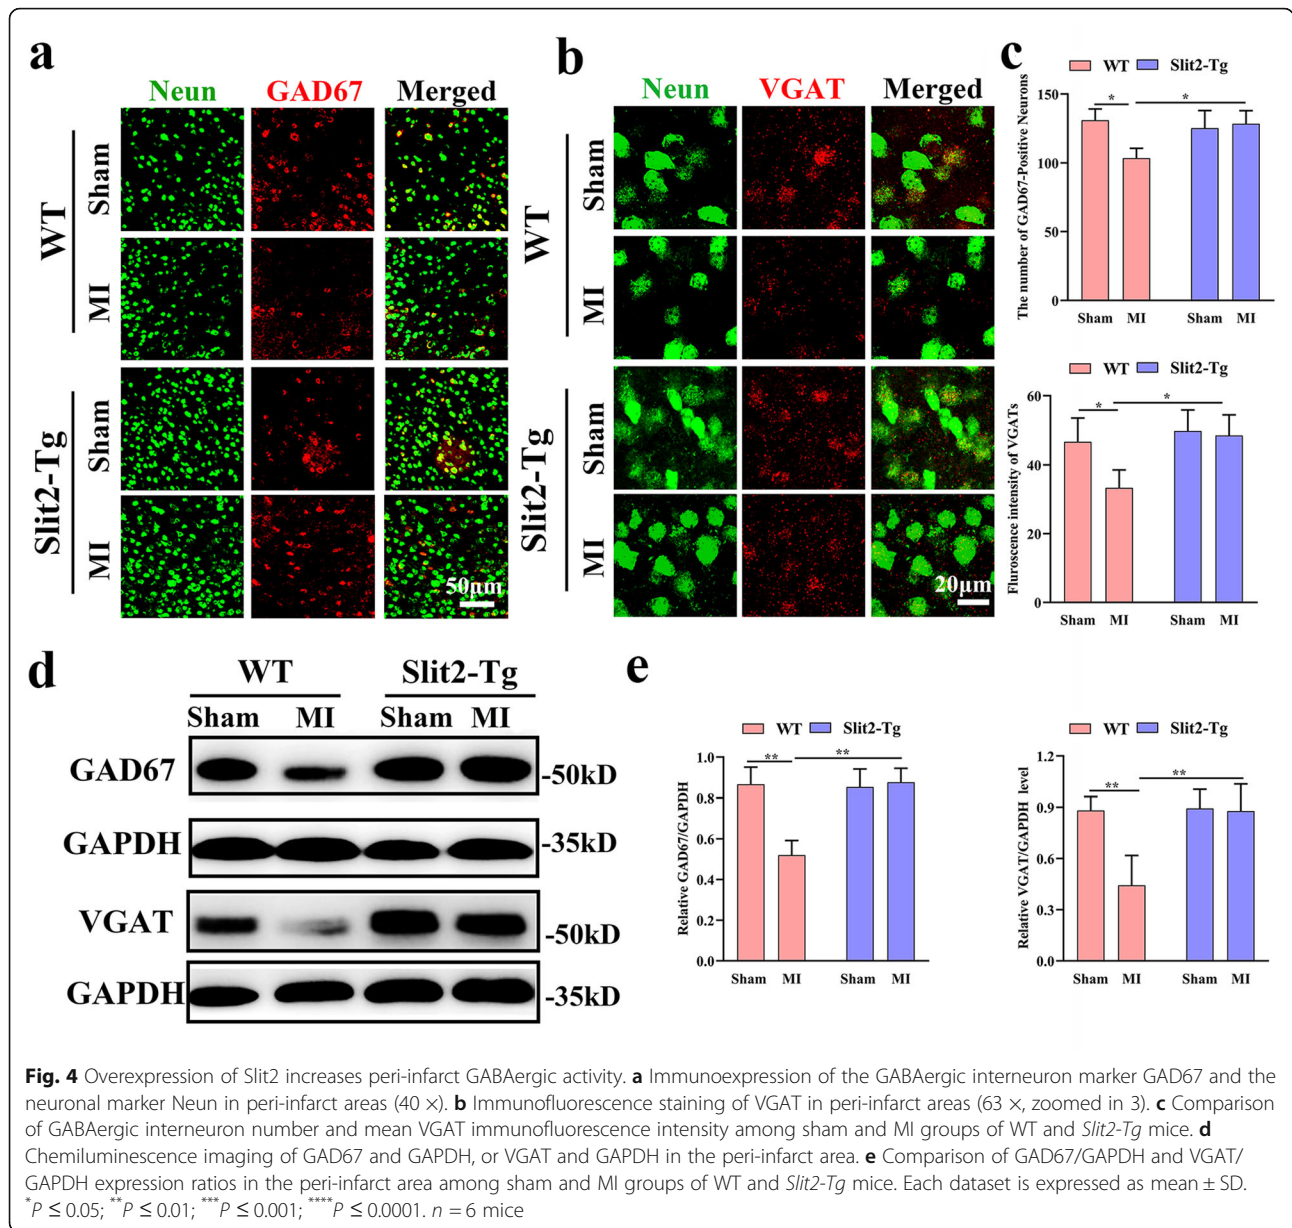 a
Neun GAD67 Merged
WT
Sham
MI
Slit2-Tg
Sham
MI
50μm
b
Neun VGAT Merged
WT
Sham
MI
Slit2-Tg
Sham
MI
20μm
c
WT Slit2-Tg
The number of GAD67-Positive Neurons
150
100
50
0
* *
Sham MI Sham MI
WT Slit2-Tg
Fluroscence intensity of VGATs
60
40
20
0
* *
Sham MI Sham MI
d
WT Slit2-Tg
Sham MI Sham MI
GAD67 -50kD
GAPDH -35kD
VGAT -50kD
GAPDH -35kD
e
WT Slit2-Tg
Relative GAD67/GAPDH
1.0
0.8
0.6
0.4
0.2
0.0
** **
Sham MI Sham MI
WT Slit2-Tg
Relative VGAT/GAPDH level
1.2
0.9
0.6
0.3
0.0
** **
Sham MI Sham MI
Fig. 4 Overexpression of Slit2 increases peri-infarct GABAergic activity. a Immunoexpression of the GABAergic interneuron marker GAD67 and the
neuronal marker Neun in peri-infarct areas (40 ×). b Immunofluorescence staining of VGAT in peri-infarct areas (63 ×, zoomed in 3). c Comparison
of GABAergic interneuron number and mean VGAT immunofluorescence intensity among sham and MI groups of WT and Slit2-Tg mice. d
Chemiluminescence imaging of GAD67 and GAPDH, or VGAT and GAPDH in the peri-infarct area. e Comparison of GAD67/GAPDH and VGAT/
GAPDH expression ratios in the peri-infarct area among sham and MI groups of WT and Slit2-Tg mice. Each dataset is expressed as mean ± SD.
*P ≤ 0.05; **P ≤ 0.01; ***P ≤ 0.001; ****P ≤ 0.0001. n = 6 mice